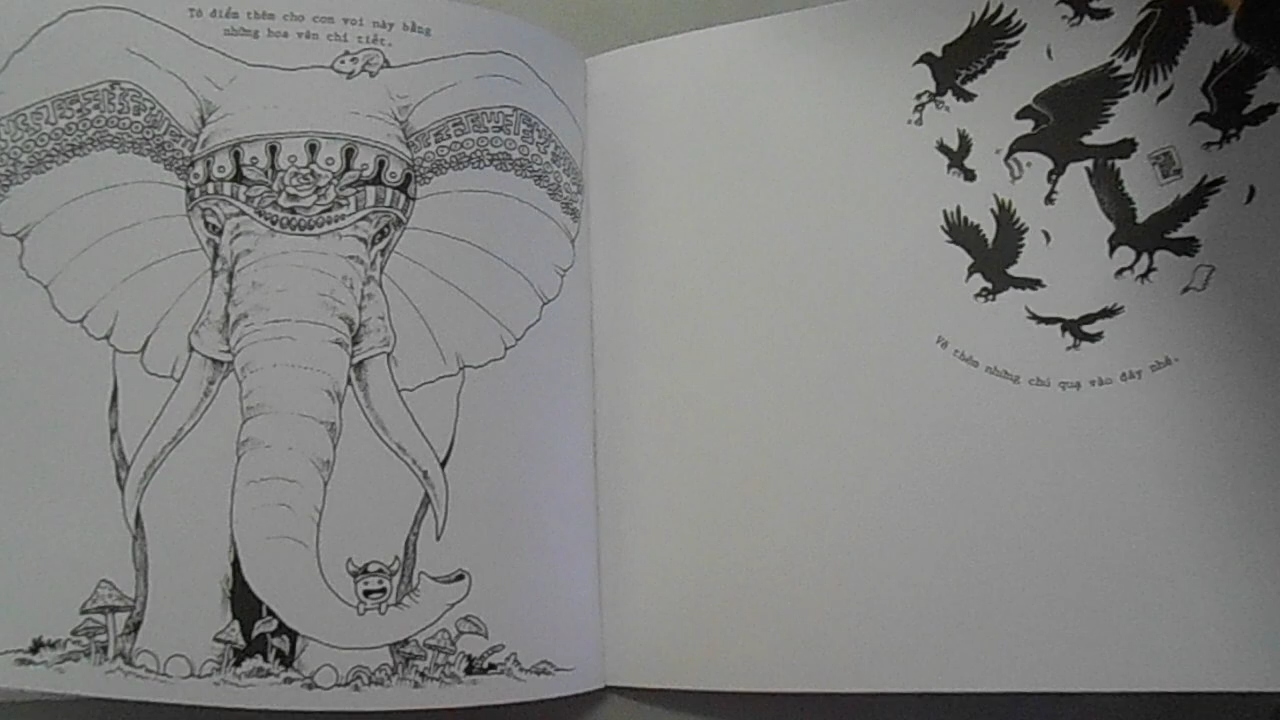 Tô điểm thêm cho con voi này bằng
những hoa văn chi tiết.
Vẽ thêm những chú quạ vào đây nhé.